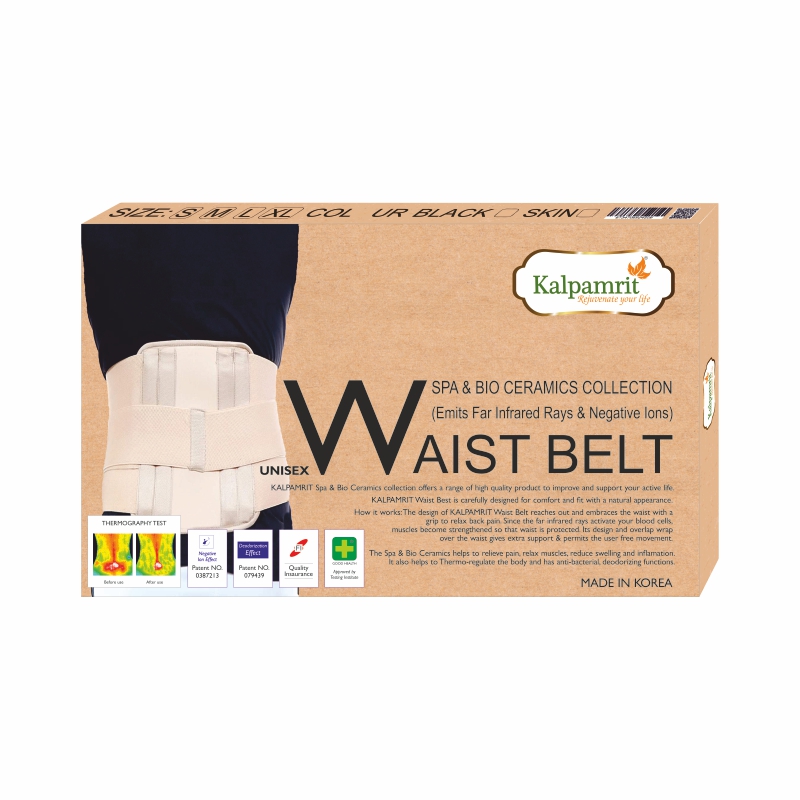 SIZE: S M L XL COL UR BLACK SKIN
Kalpamrit
Rejuvenate your life
SPA & BIO CERAMICS COLLECTION
(Emits Far Infrared Rays & Negative Ions)
WAIST BELT
UNISEX
KALPAMRIT Spa & Bio Ceramics collection offers a range of high quality product to improve and support your active life.
KALPAMRIT Waist Best is carefully designed for comfort and fit with a natural appearance.
How it works: The design of KALPAMRIT Waist Belt reaches out and embraces the waist with a
grip to relax back pain. Since the far infrared rays activate your blood cells,
muscles become strengthened so that waist is protected. Its design and overlap wrap
over the waist gives extra support & permits the user free movement.
The Spa & Bio Ceramics helps to relieve pain, relax muscles, reduce swelling and inflamation.
It also helps to Thermo-regulate the body and has anti-bacterial, deodorizing functions.
MADE IN KOREA
THERMOGRAPHY TEST
Before use
After use
Negative
Ion Effect
Patent NO.
0387213
Deodorization
Effect
Patent NO.
079439
Quality
Inssurance
GOOD HEALTH
Approved by
Testing Institute
Kalpamrit